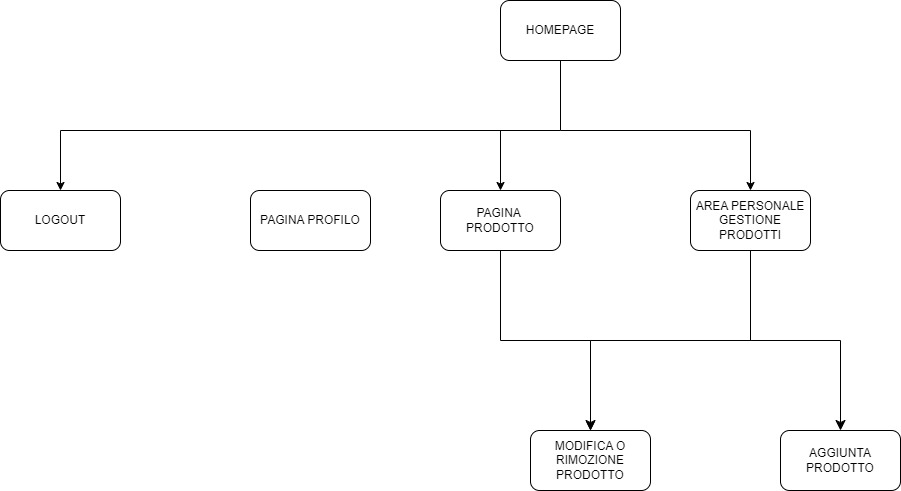 HOMEPAGE
LOGOUT
PAGINA PROFILO
PAGINA
PRODOTTO
AREA PERSONALE
GESTIONE
PRODOTTI
MODIFICA O
RIMOZIONE
PRODOTTO
AGGIUNTA
PRODOTTO